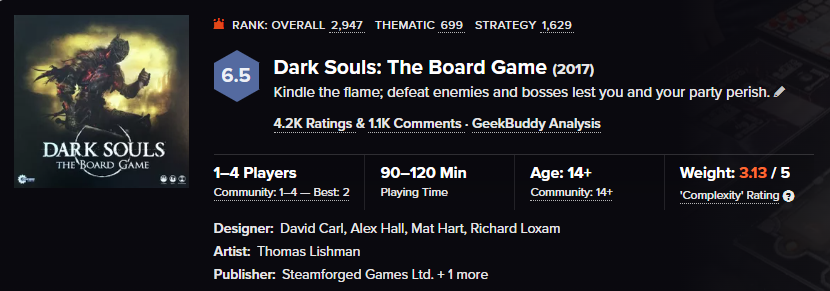 RANK: OVERALL 2,947 THEMATIC 699 STRATEGY 1,629
6.5
Dark Souls: The Board Game (2017)
Kindle the flame; defeat enemies and bosses lest you and your party perish.
4.2K Ratings & 1.1K Comments · GeekBuddy Analysis
DARK SOULS
THE BOARD GAME
1–4 Players
Community: 1–4 — Best: 2
90–120 Min
Playing Time
Age: 14+
Community: 14+
Weight: 3.13 / 5
'Complexity' Rating ?
Designer: David Carl, Alex Hall, Mat Hart, Richard Loxam
Artist: Thomas Lishman
Publisher: Steamforged Games Ltd. + 1 more